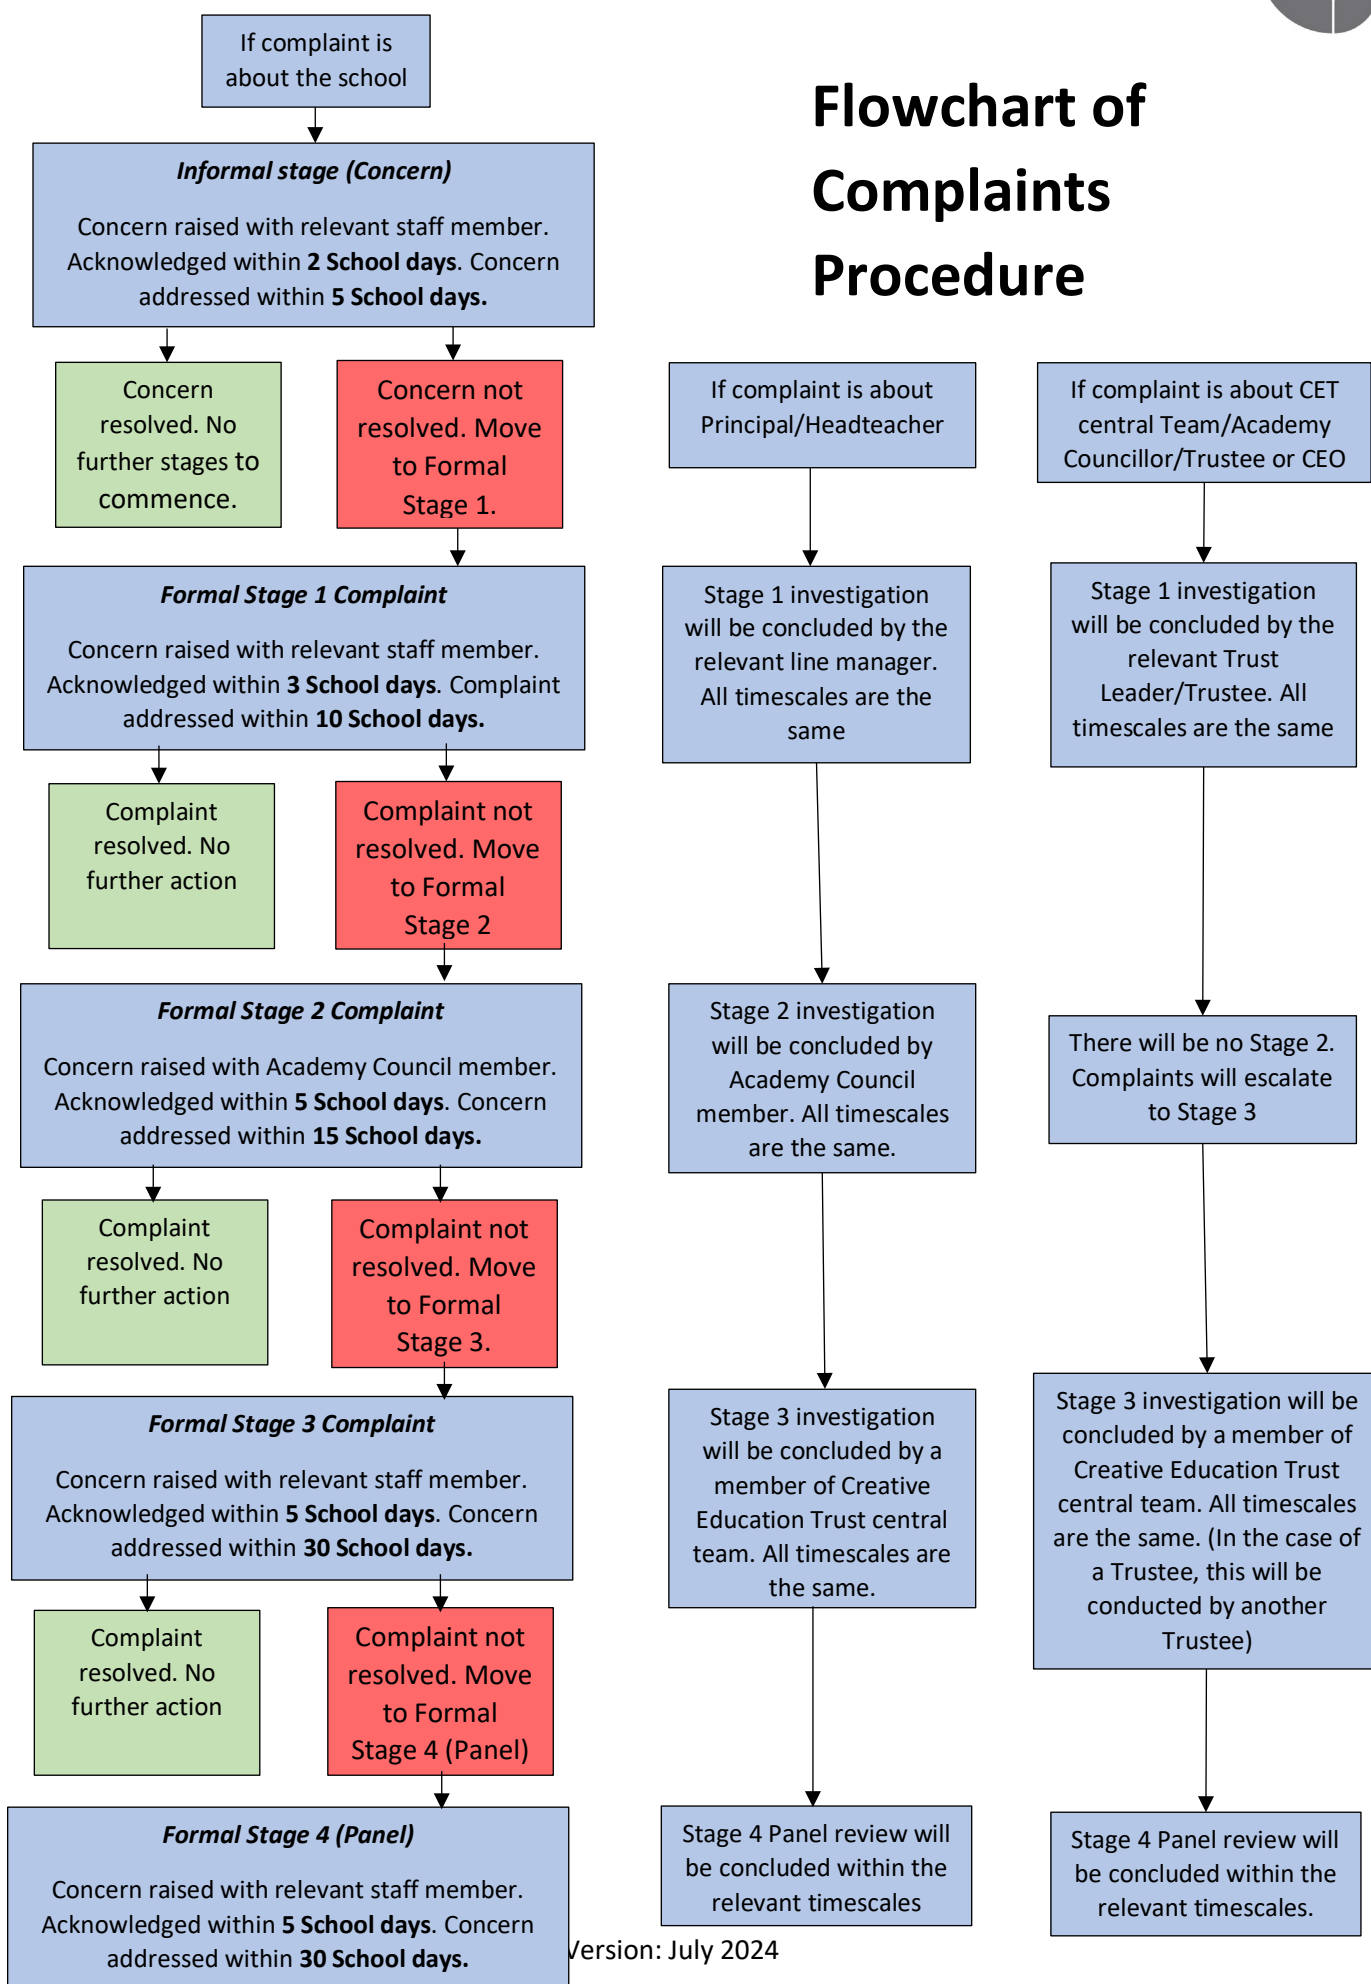 If complaint is
about the school
Flowchart of
Complaints
Procedure
Informal stage (Concern)
Concern raised with relevant staff member.
Acknowledged within 2 School days. Concern
addressed within 5 School days.
Concern
resolved. No
further stages to
commence.
Concern not
resolved. Move
to Formal
Stage 1.
If complaint is about
Principal/Headteacher
If complaint is about CET
central Team/Academy
Councillor/Trustee or CEO
Formal Stage 1 Complaint
Concern raised with relevant staff member.
Acknowledged within 3 School days. Complaint
addressed within 10 School days.
Stage 1 investigation
will be concluded by the
relevant line manager.
All timescales are the
same
Stage 1 investigation
will be concluded by the
relevant Trust
Leader/Trustee. All
timescales are the same
Complaint
resolved. No
further action
Complaint not
resolved. Move
to Formal
Stage 2
Formal Stage 2 Complaint
Concern raised with Academy Council member.
Acknowledged within 5 School days. Concern
addressed within 15 School days.
Stage 2 investigation
will be concluded by
Academy Council
member. All timescales
are the same.
There will be no Stage 2.
Complaints will escalate
to Stage 3
Complaint
resolved. No
further action
Complaint not
resolved. Move
to Formal
Stage 3.
Formal Stage 3 Complaint
Concern raised with relevant staff member.
Acknowledged within 5 School days. Concern
addressed within 30 School days.
Stage 3 investigation
will be concluded by a
member of Creative
Education Trust central
team. All timescales are
the same.
Stage 3 investigation will be
concluded by a member of
Creative Education Trust
central team. All timescales
are the same. (In the case of
a Trustee, this will be
conducted by another
Trustee)
Complaint
resolved. No
further action
Complaint not
resolved. Move
to Formal
Stage 4 (Panel)
Formal Stage 4 (Panel)
Concern raised with relevant staff member.
Acknowledged within 5 School days. Concern
addressed within 30 School days.
Stage 4 Panel review will
be concluded within the
relevant timescales
Stage 4 Panel review will
be concluded within the
relevant timescales.
Version: July 2024